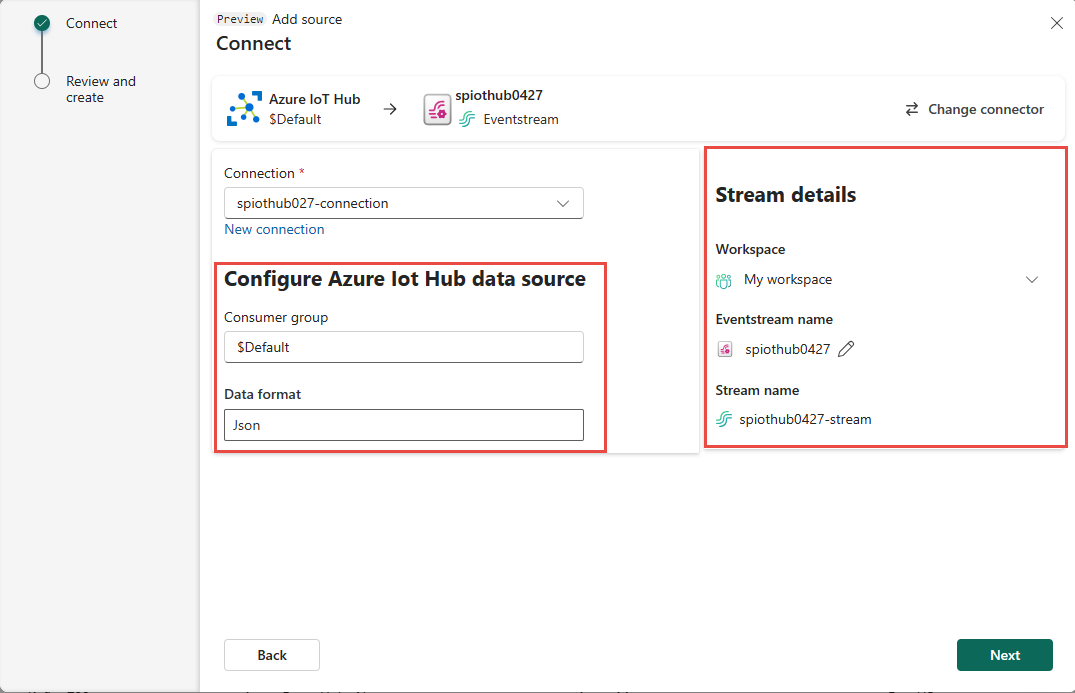 Connect
Review and
create
Preview Add source
Connect
Azure IoT Hub
$Default
spiothub0427
Eventstream
Change connector
Connection *
spiothub027-connection
New connection
Configure Azure Iot Hub data source
Consumer group
$Default
Data format
Json
Stream details
Workspace
My workspace
Eventstream name
spiothub0427
Stream name
spiothub0427-stream
Back
Next